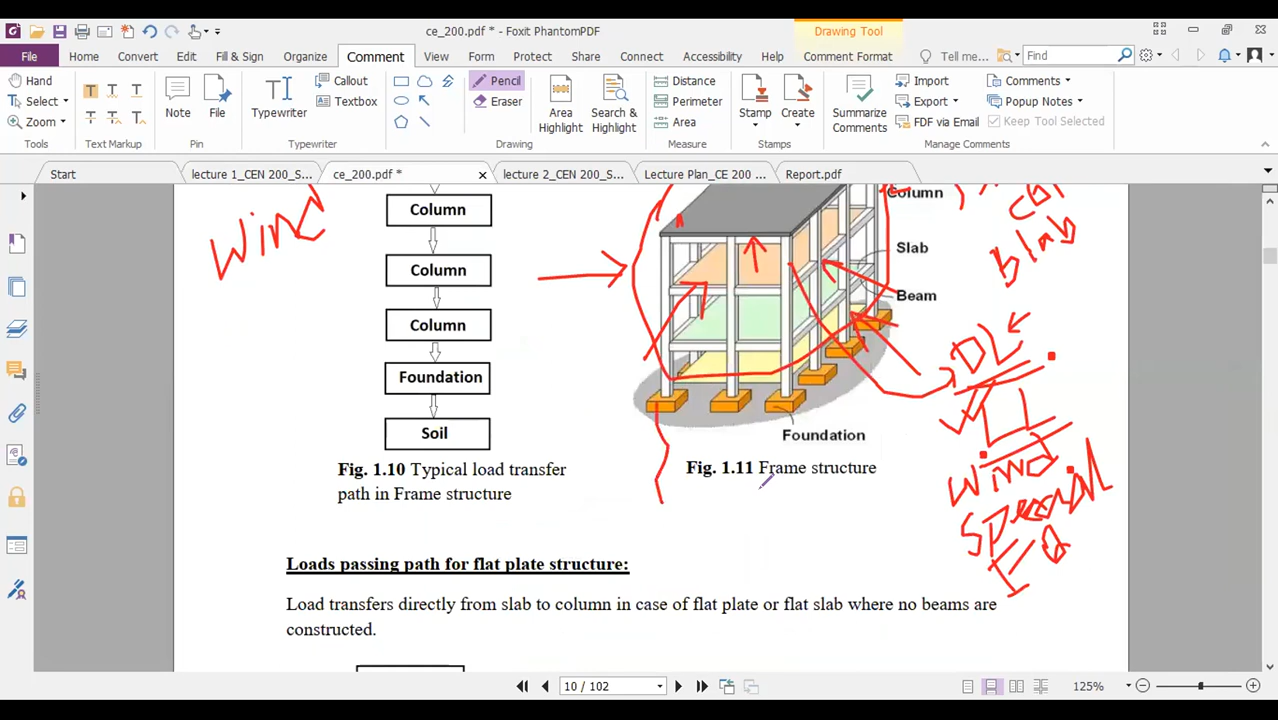 ce_200.pdf * - Foxit PhantomPDF
Drawing Tool
File Home Convert Edit Fill & Sign Organize Comment View Form Protect Share Connect Accessibility Help Comment Format Tell me... Find
Hand
Select
Zoom
Tools
Text Markup
Note
File
Pin
Typewriter
Callout
Textbox
Typewriter
Pencil
Eraser
Drawing
Area Highlight
Search & Highlight
Distance
Perimeter
Area
Measure
Stamp
Create
Stamps
Summarize Comments
Import
Export
FDF via Email
Comments
Popup Notes
Keep Tool Selected
Manage Comments
Start
lecture 1_CEN 200_S...
ce_200.pdf *
lecture 2_CEN 200_S...
Lecture Plan_CE 200 ...
Report.pdf
Wind
Column
Column
Column
Foundation
Soil
Fig. 1.10 Typical load transfer
path in Frame structure
Column
Slab
Beam
Foundation
Fig. 1.11 Frame structure
DL
LL
Wind
EQ
Loads passing path for flat plate structure:
Load transfers directly from slab to column in case of flat plate or flat slab where no beams are
constructed.
10 / 102
125%